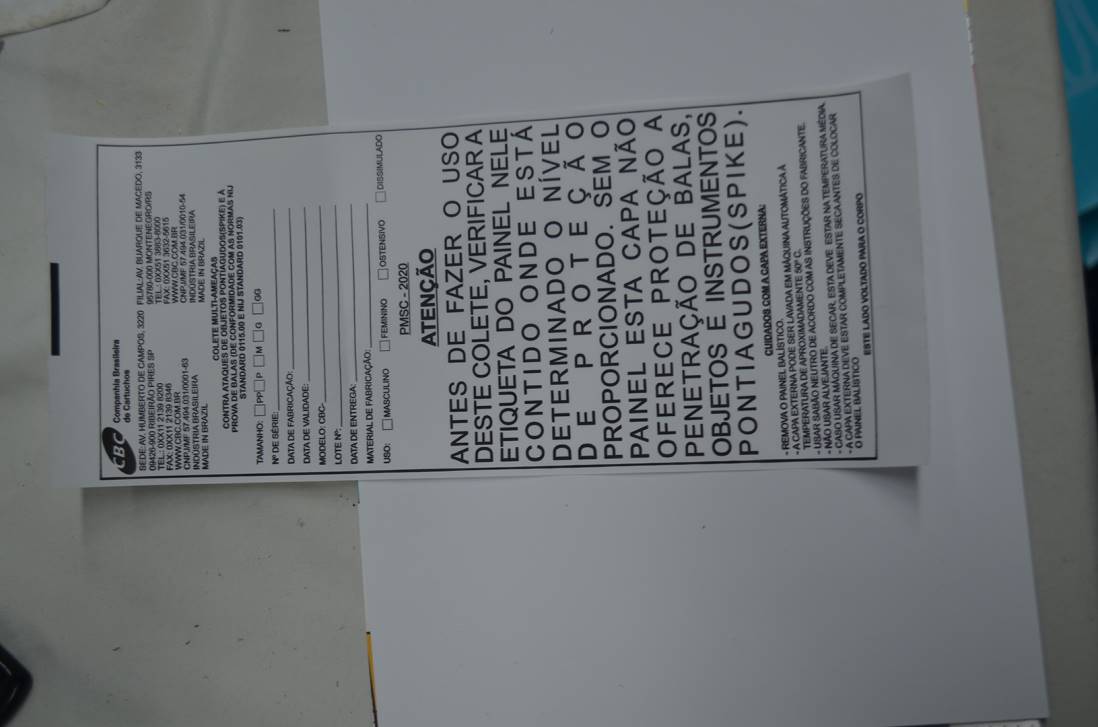 CBC
Companhia Brasileira
de Cartuchos
SEDE:AV. HUMBERTO DE CAMPOS, 3220
09426-900 RIBEIRÃO PIRES SP
TEL.: 0XX11 2139 8200
FAX: 0XX11 2139 8346
WWW.CBC.COM.BR
CNPJ/MF 57.494.031/0001-63
INDÚSTRIA BRASILEIRA
MADE IN BRAZIL
FILIAL:AV. BUARQUE DE MACEDO, 3133
95780-000 MONTENEGRO/RS
TEL.: 0XX51 3983-8000
FAX: 0XX51 3632-5615
WWW.CBC.COM.BR
CNPJ/MF 57.494.031/0010-54
INDÚSTRIA BRASILEIRA
MADE IN BRAZIL
COLETE MULTI-AMEAÇAS
CONTRA ATAQUES DE OBJETOS PONTIAGUDOS(SPIKE) E À
PROVA DE BALAS (DE CONFORMIDADE COM AS NORMAS NIJ
STANDARD 0115.00 E NIJ STANDARD 0101.03)
TAMANHO: PP P M G GG
Nº DE SÉRIE:
DATA DE FABRICAÇÃO:
DATA DE VALIDADE:
MODELO: CBC-
LOTE Nº:
DATA DE ENTREGA:
MATERIAL DE FABRICAÇÃO:
USO: MASCULINO FEMININO OSTENSIVO DISSIMULADO
PMSC - 2020
ATENÇÃO
ANTES DE FAZER O USO
DESTE COLETE, VERIFICAR A
ETIQUETA DO PAINEL NELE
CONTIDO ONDE ESTÁ
DETERMINADO O NÍVEL
DE PROTEÇÃO
PROPORCIONADO. SEM O
PAINEL ESTA CAPA NÃO
OFERECE PROTEÇÃO A
PENETRAÇÃO DE BALAS,
OBJETOS E INSTRUMENTOS
PONTIAGUDOS(SPIKE).
CUIDADOS COM A CAPA EXTERNA:
- REMOVA O PAINEL BALÍSTICO.
- A CAPA EXTERNA PODE SER LAVADA EM MÁQUINA AUTOMÁTICA À
TEMPERATURA DE APROXIMADAMENTE 50º C.
- USAR SABÃO NEUTRO DE ACORDO COM AS INSTRUÇÕES DO FABRICANTE.
- NÃO USAR ALVEJANTE.
- CASO USAR MÁQUINA DE SECAR, ESTA DEVE ESTAR NA TEMPERATURA MÉDIA.
- A CAPA EXTERNA DEVE ESTAR COMPLETAMENTE SECA ANTES DE COLOCAR
O PAINEL BALÍSTICO
ESTE LADO VOLTADO PARA O CORPO